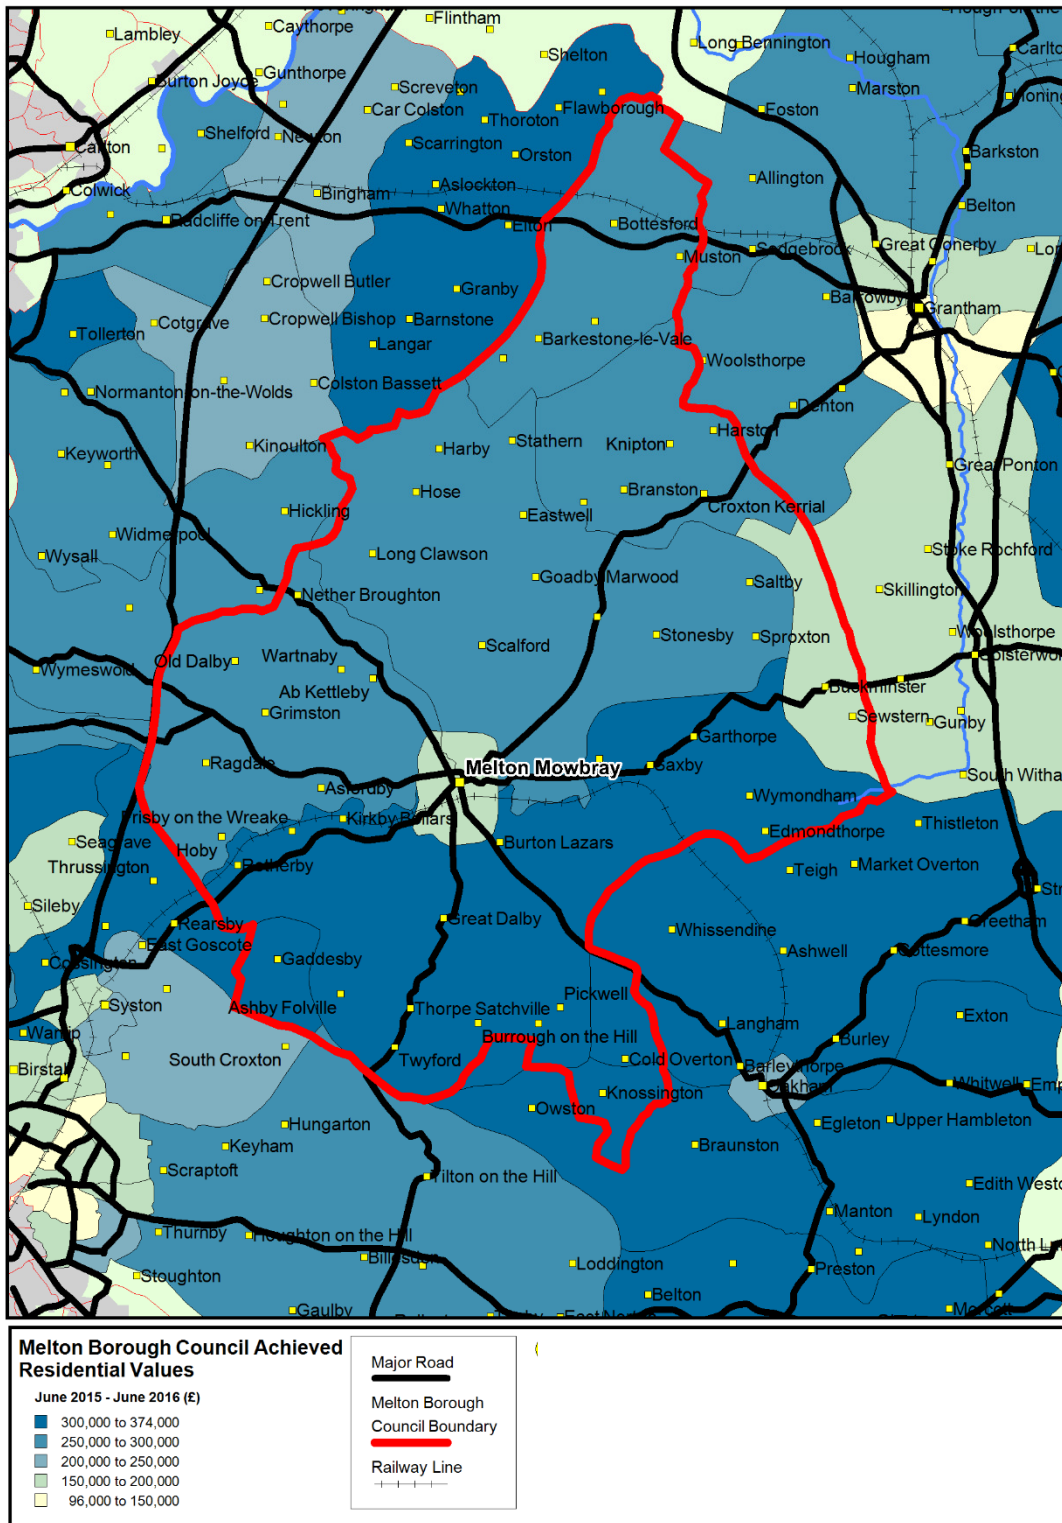 Lambley
Caythorpe
Flintham
Long Bennington
Hougham
Shelton
Burton Joyce
Gunthorpe
Screveton
Marston
Car Colston
Flawborough
Foston
Thoroton
Shelford
Newton
Scarrington
Carlton
Orston
Barkston
Colwick
Bingham
Aslockton
Allington
Belton
Whatton
Radcliffe on Trent
Elton
Bottesford
Sedgebrook
Great Gonerby
Muston
Cropwell Butler
Granby
Barrowby
Grantham
Cotgrave
Cropwell Bishop
Barnstone
Tollerton
Langar
Barkestone-le-Vale
Woolsthorpe
Normanton-on-the-Wolds
Colston Bassett
Denton
Kinoulton
Harby
Stathern
Knipton
Harston
Keyworth
Great Ponton
Hose
Branston
Croxton Kerrial
Hickling
Eastwell
Widmerpool
Wysall
Long Clawson
Stoke Rochford
Goadby Marwood
Saltby
Skillington
Nether Broughton
Stonesby
Sproxton
Woolsthorpe
Scalford
Wymeswold
Old Dalby
Wartnaby
Ab Kettleby
Buckminster
Grimston
Sewstern
Gunby
Garthorpe
Ragdale
Melton Mowbray
Saxby
South Witha
Asfordby
Wymondham
Frisby on the Wreake
Kirkby Bellars
Edmondthorpe
Thistleton
Seagrave
Hoby
Burton Lazars
Thrussington
Rotherby
Teigh
Market Overton
Sileby
Rearsby
Great Dalby
Whissendine
Greetham
East Goscote
Ashwell
Cottesmore
Cossington
Gaddesby
Syston
Ashby Folville
Thorpe Satchville
Pickwell
Exton
Wanlip
Langham
Burrough on the Hill
Burley
South Croxton
Twyford
Cold Overton
Barleythorpe
Birstall
Oakham
Whitwell
Knossington
Owston
Hungarton
Egleton
Upper Hambleton
Keyham
Braunston
Scraptoft
Tilton on the Hill
Edith Westo
Manton
Lyndon
Thurnby
Houghton on the Hill
Billesdon
Loddington
Preston
Stoughton
Belton
Gaulby
Morcott
Melton Borough Council Achieved
Residential Values
June 2015 - June 2016 (£)
300,000 to 374,000
250,000 to 300,000
200,000 to 250,000
150,000 to 200,000
96,000 to 150,000
Major Road
Melton Borough
Council Boundary
Railway Line